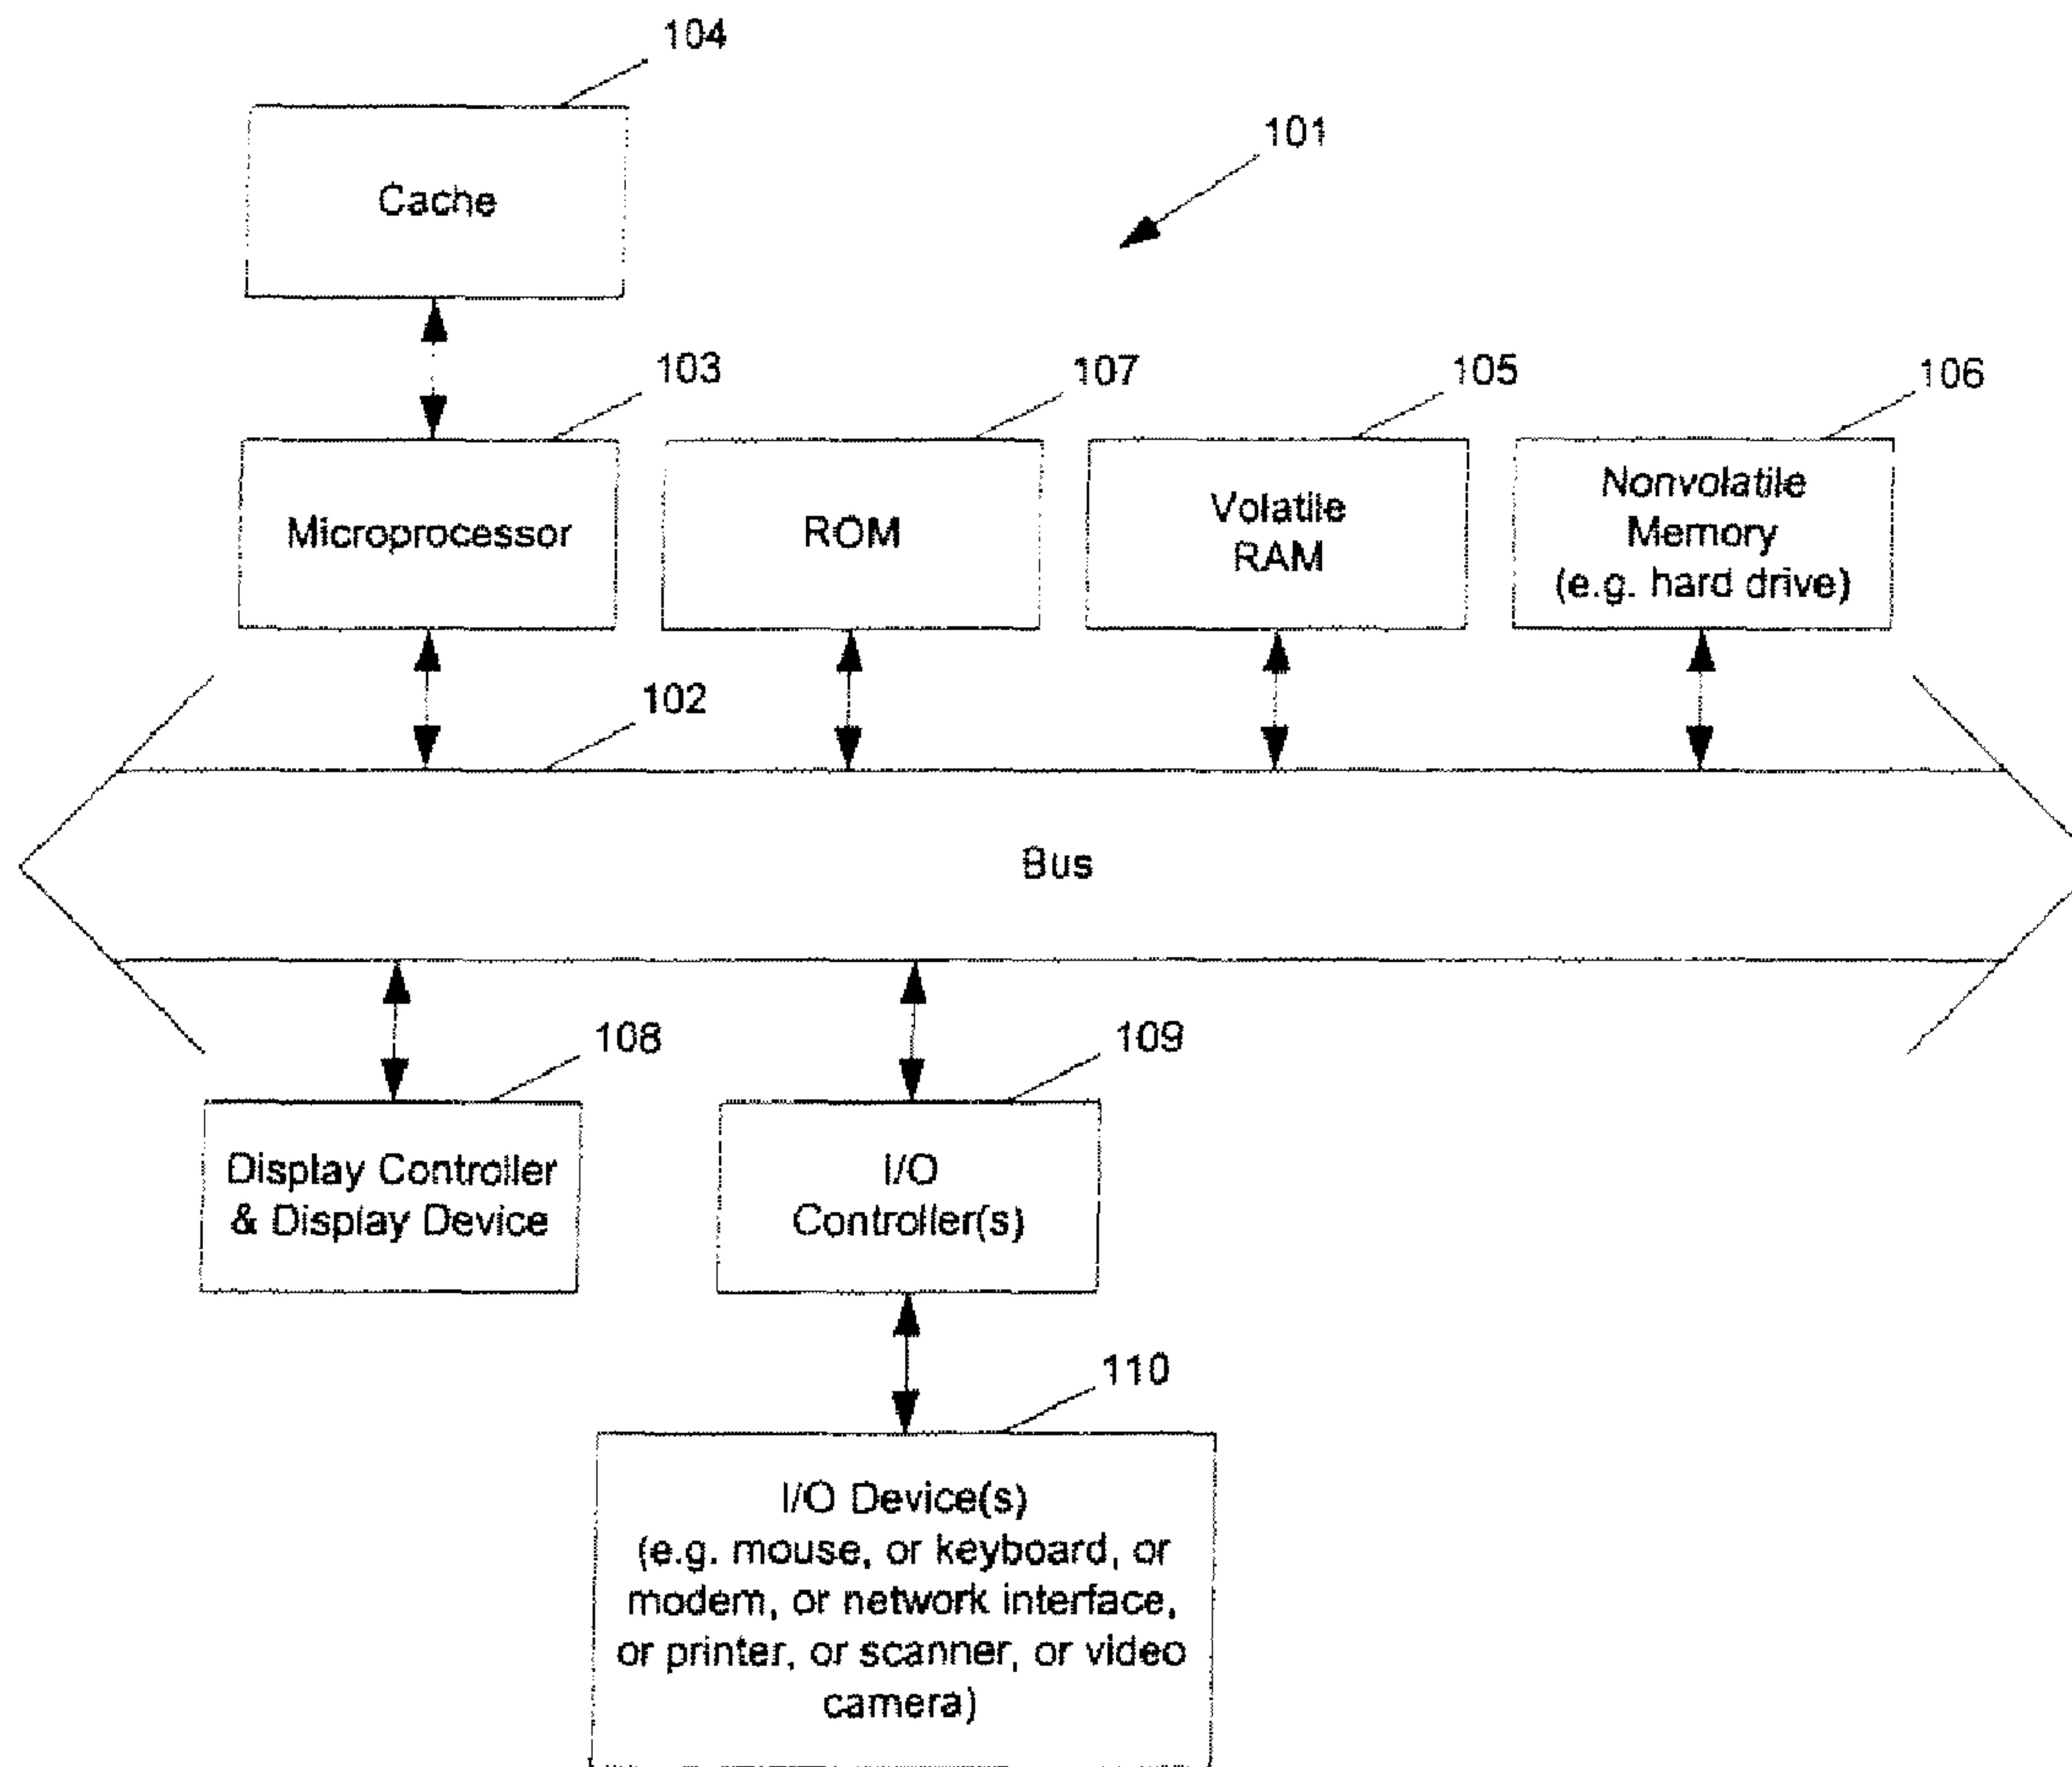 104
101
Cache
103
107
105
106
Microprocessor
ROM
Volatile
RAM
Nonvolatile
Memory
(e.g. hard drive)
102
Bus
108
109
Display Controller
& Display Device
I/O
Controller(s)
110
I/O Device(s)
(e.g. mouse, or keyboard, or
modem, or network interface,
or printer, or scanner, or video
camera)